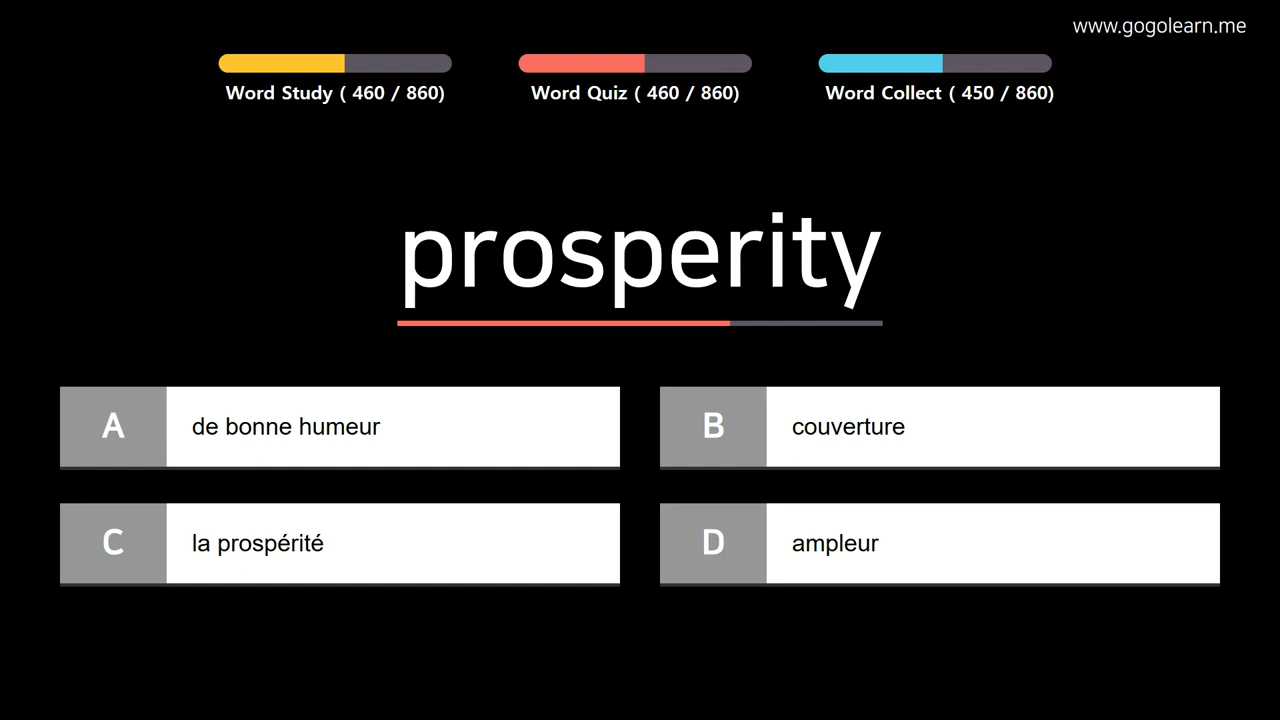 www.gogolearn.me
Word Study ( 460 / 860)
Word Quiz ( 460 / 860)
Word Collect ( 450 / 860)
prosperity
A de bonne humeur
B couverture
C la prospérité
D ampleur